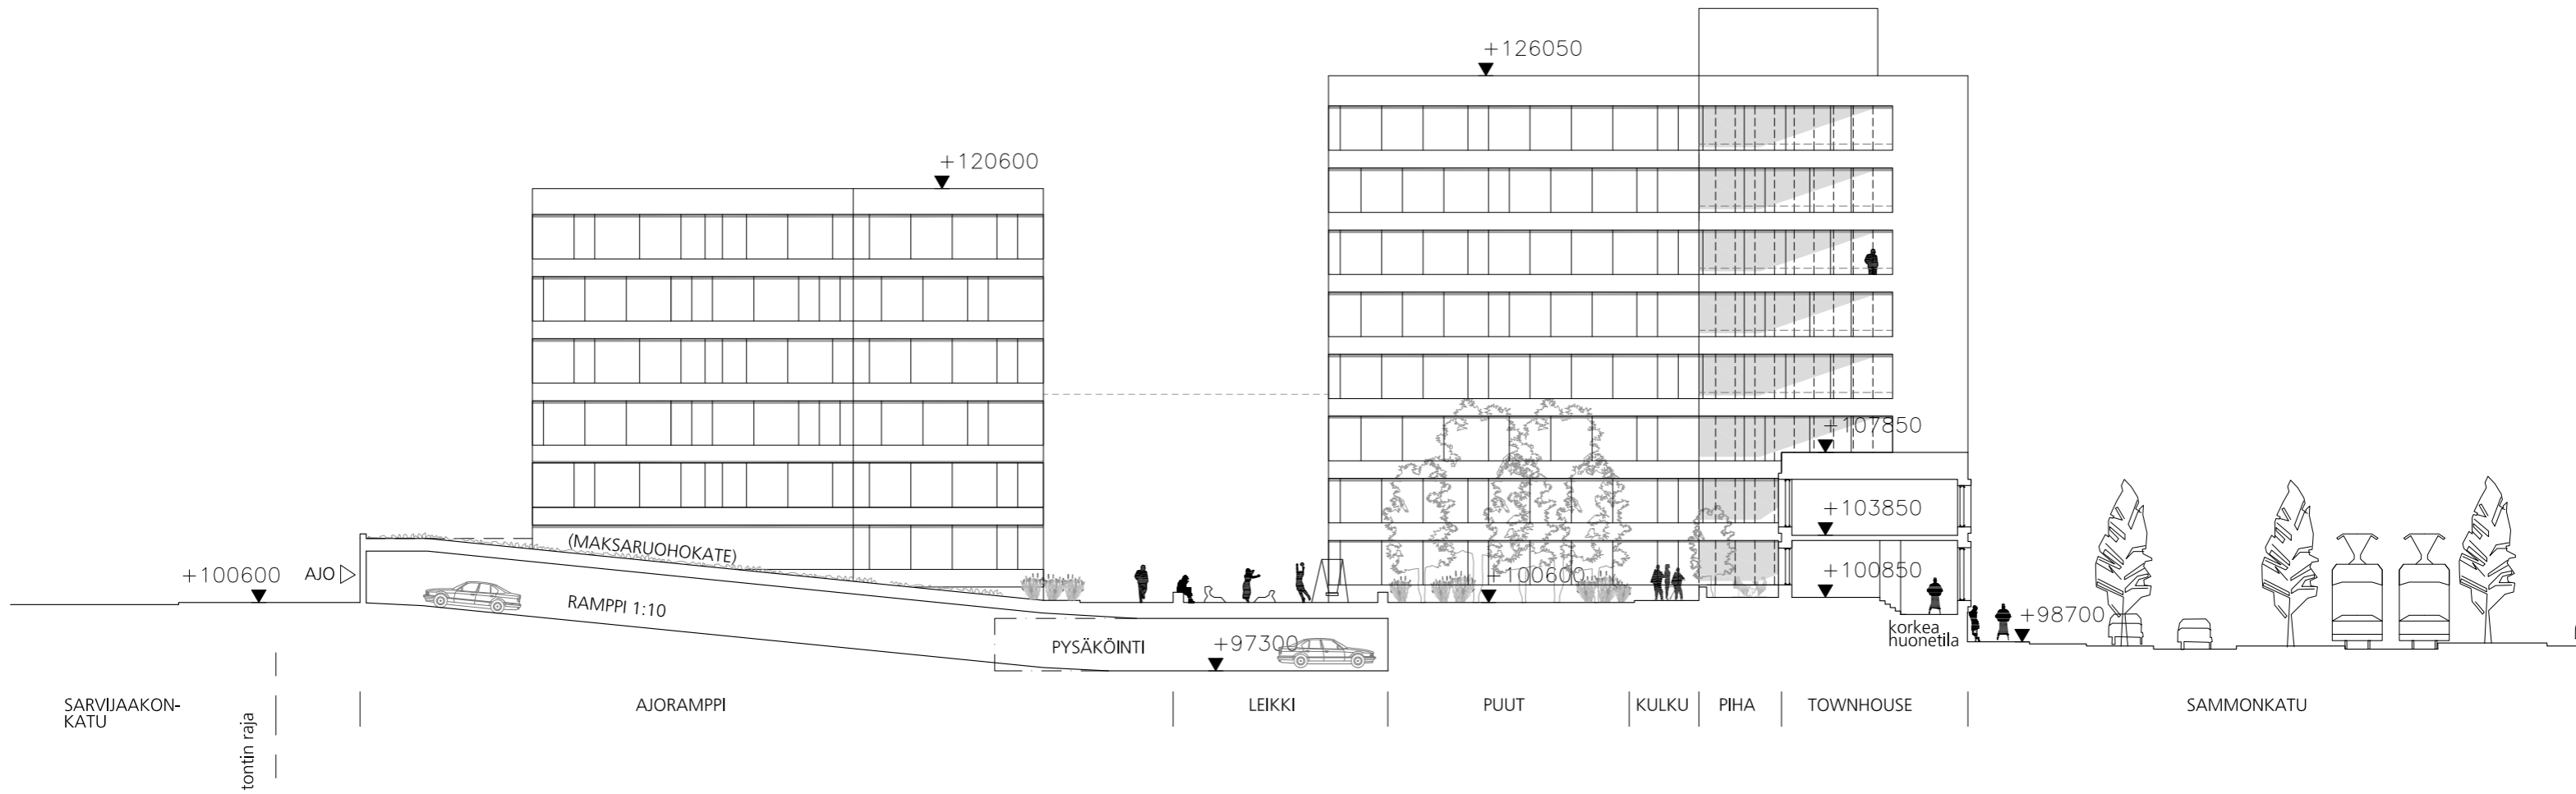 +126050
+120600
+107850
+103850
(MAKSARUOHOKATE)
+100600
AJO
RAMPPI 1:10
+100600
+100850
korkea
huonetila
+98700
PYSÄKÖINTI
+97300
SARVIJAAKON-
KATU
tontin raja
AJORAMPPI
LEIKKI
PUUT
KULKU
PIHA
TOWNHOUSE
SAMMONKATU